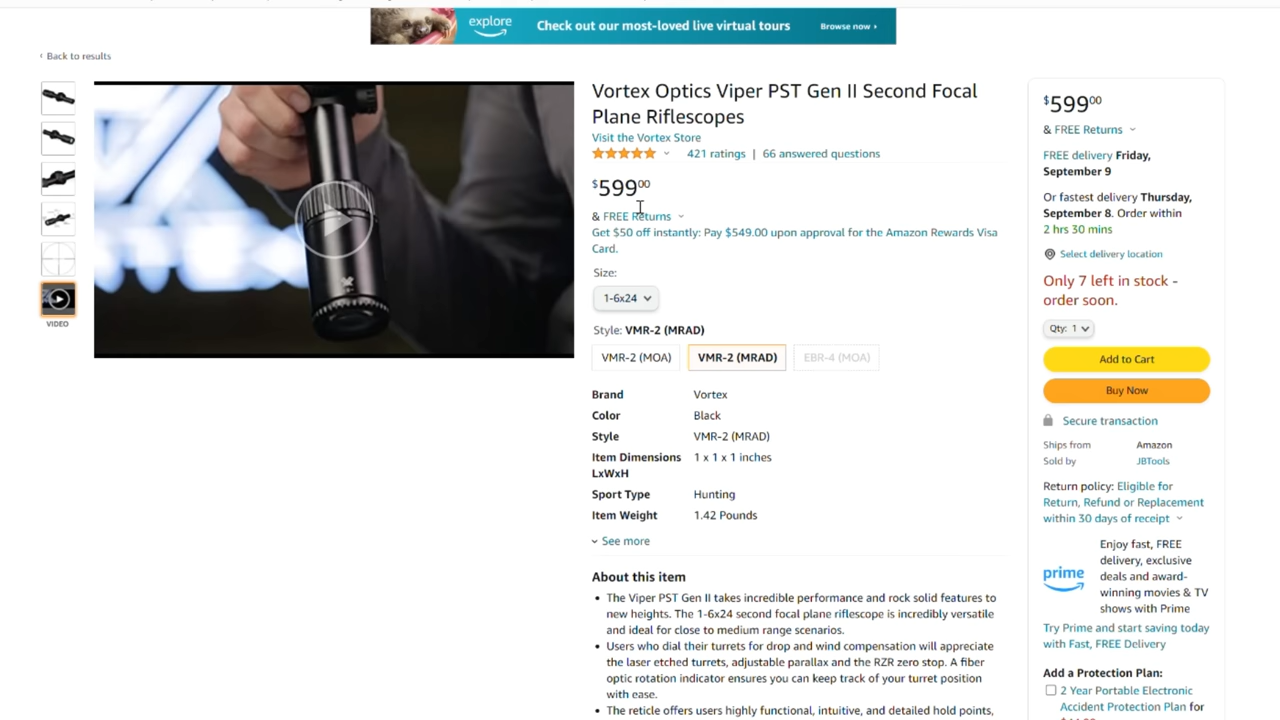 explore
Check out our most-loved live virtual tours
Browse now ›
‹ Back to results
VIDEO
Vortex Optics Viper PST Gen II Second Focal
Plane Riflescopes
Visit the Vortex Store
421 ratings | 66 answered questions
$599 00
& FREE Returns
Get $50 off instantly: Pay $549.00 upon approval for the Amazon Rewards Visa
Card.
Size:
1-6x24
Style: VMR-2 (MRAD)
VMR-2 (MOA) VMR-2 (MRAD) EBR-4 (MOA)
Brand Vortex
Color Black
Style VMR-2 (MRAD)
Item Dimensions 1 x 1 x 1 inches
LxWxH
Sport Type Hunting
Item Weight 1.42 Pounds
See more
About this item
• The Viper PST Gen II takes incredible performance and rock solid features to
new heights. The 1-6x24 second focal plane riflescope is incredibly versatile
and ideal for close to medium range scenarios.
• Users who dial their turrets for drop and wind compensation will appreciate
the laser etched turrets, adjustable parallax and the RZR zero stop. A fiber
optic rotation indicator ensures you can keep track of your turret position
with ease.
• The reticle offers users highly functional, intuitive, and detailed hold points,
$599 00
& FREE Returns
FREE delivery Friday,
September 9
Or fastest delivery Thursday,
September 8. Order within
2 hrs 30 mins
Select delivery location
Only 7 left in stock -
order soon.
Qty: 1
Add to Cart
Buy Now
Secure transaction
Ships from Amazon
Sold by JBTools
Return policy: Eligible for
Return, Refund or Replacement
within 30 days of receipt
prime
Enjoy fast, FREE
delivery, exclusive
deals and award-
winning movies & TV
shows with Prime
Try Prime and start saving today
with Fast, FREE Delivery
Add a Protection Plan:
2 Year Portable Electronic
Accident Protection Plan for